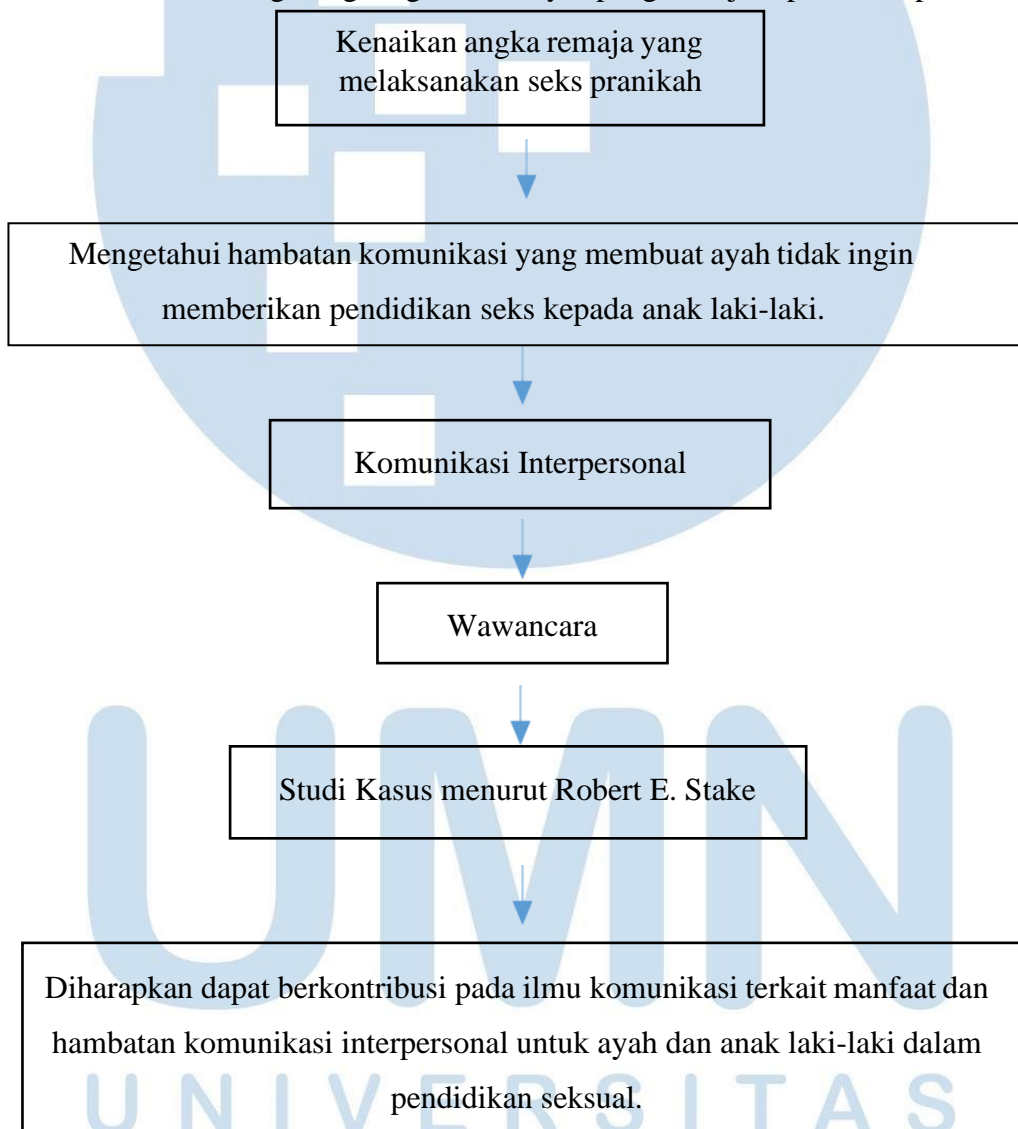 Kenaikan angka remaja yang
melaksanakan seks pranikah
Mengetahui hambatan komunikasi yang membuat ayah tidak ingin
memberikan pendidikan seks kepada anak laki-laki.
Komunikasi Interpersonal
Wawancara
UMN
Studi Kasus menurut Robert E. Stake
Diharapkan dapat berkontribusi pada ilmu komunikasi terkait manfaat dan
hambatan komunikasi interpersonal untuk ayah dan anak laki-laki dalam
pendidikan seksual.
UNIVERSITAS